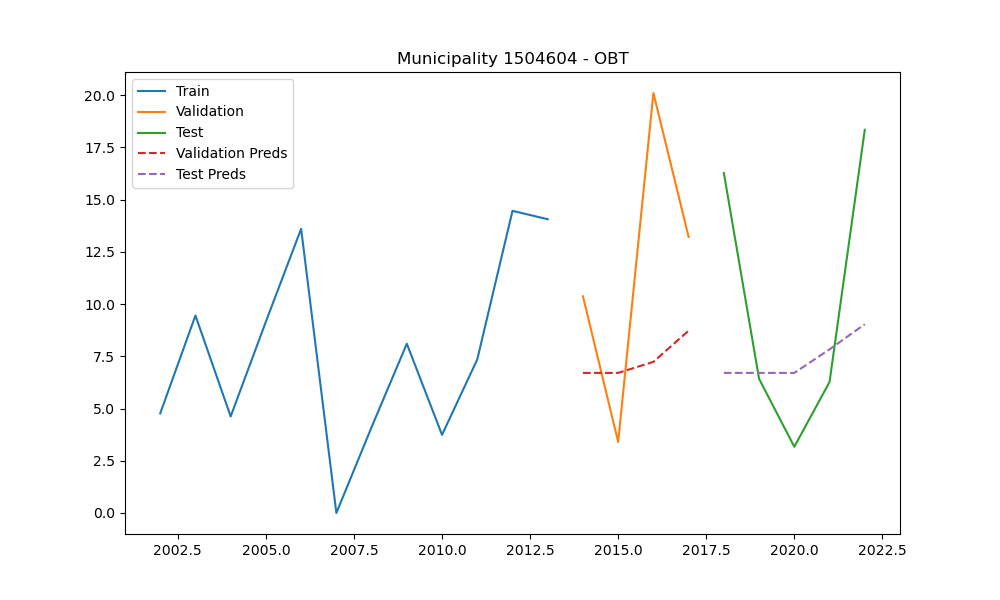 Municipality 1504604 - OBT
Train
Validation
Test
Validation Preds
Test Preds
20.0
17.5
15.0
12.5
10.0
7.5
5.0
2.5
0.0
2002.5 2005.0 2007.5 2010.0 2012.5 2015.0 2017.5 2020.0 2022.5